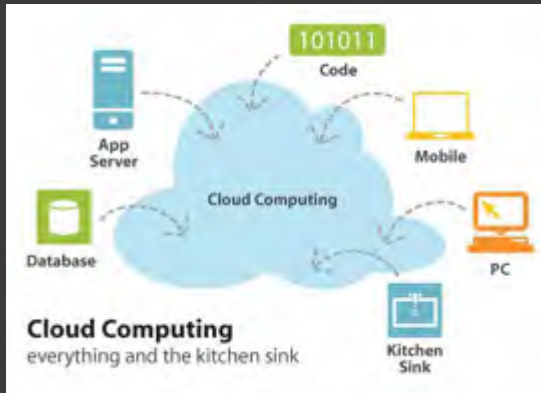 101011
Code
App
Server
Mobile
Cloud Computing
Database
PC
Kitchen
Sink
Cloud Computing
everything and the kitchen sink